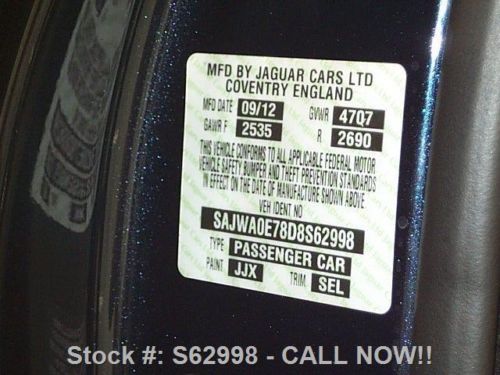 MFD BY JAGUAR CARS LTD
COVENTRY ENGLAND
MFD DATE 09/12 GVWR 4707
GAWR F 2535 R 2690
THIS VEHICLE CONFORMS TO ALL APPLICABLE FEDERAL MOTOR
VEHICLE SAFETY BUMPER AND THEFT PREVENTION STANDARDS
IN EFFECT ON THE DATE OF MANUFACTURE SHOWN ABOVE.
VEH IDENT NO
SAJWA0E78D8S62998
TYPE PASSENGER CAR
PAINT JJX TRIM SEL
Stock #: S62998 - CALL NOW!!